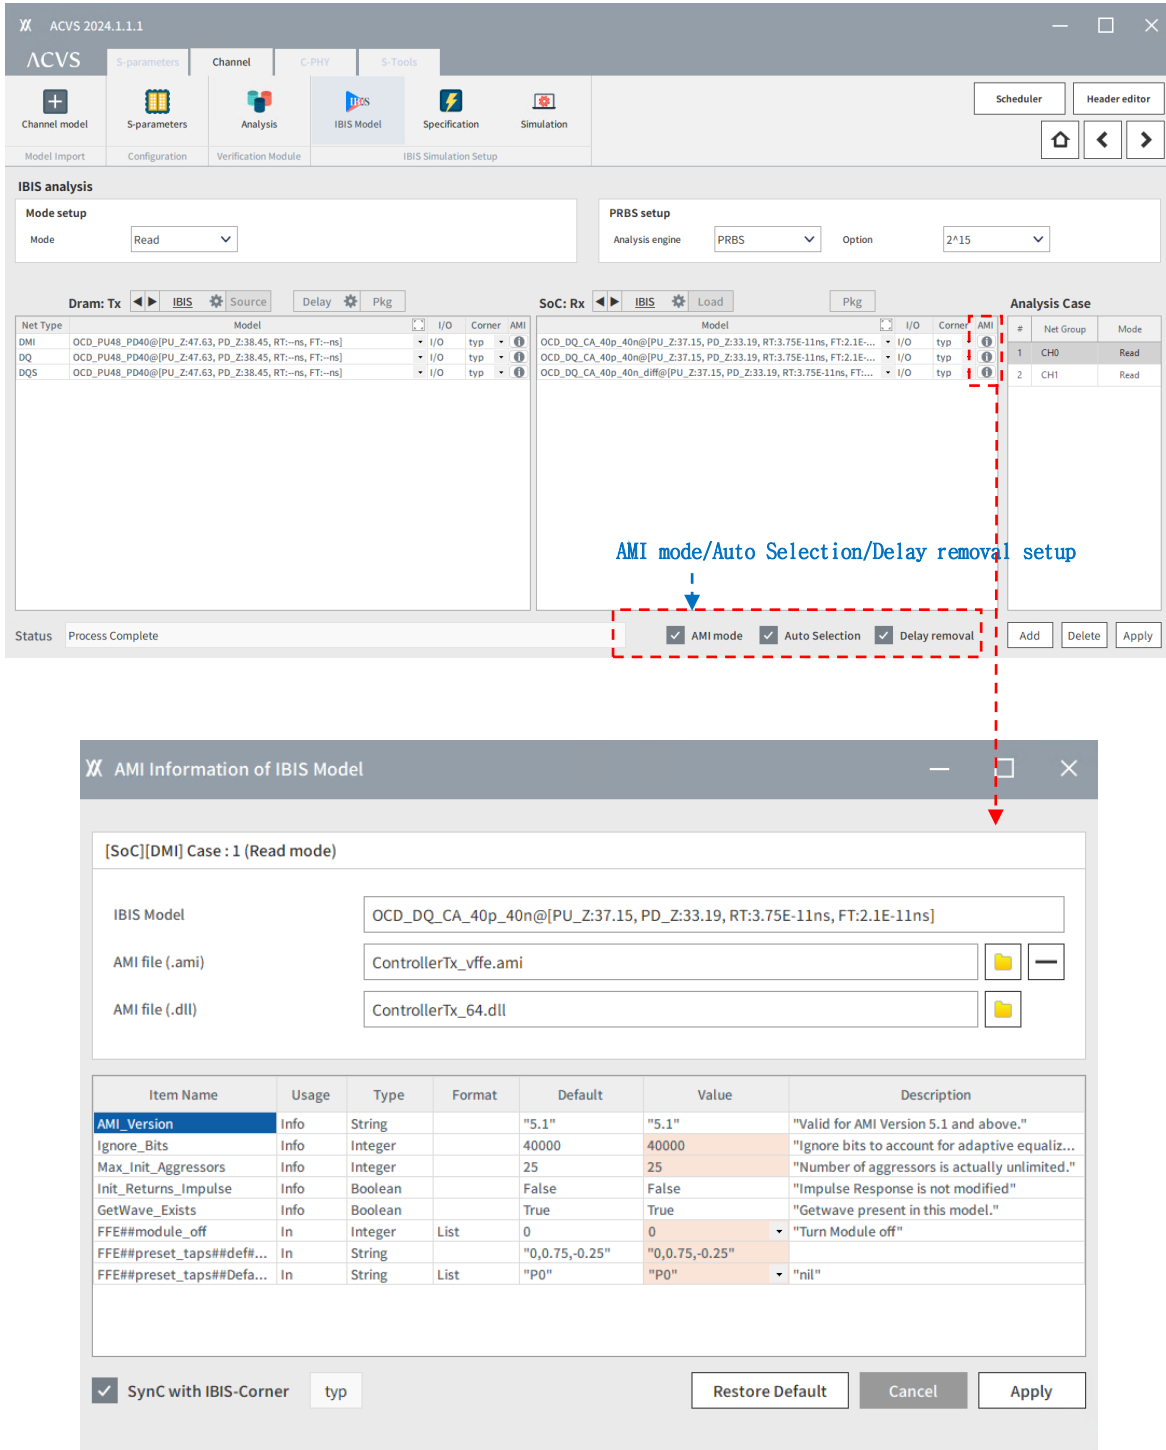 ACVS 2024.1.1.1
ACVS
S-parameters Channel C-PHY S-Tools
Channel model S-parameters Analysis IBIS Model Specification Simulation
Scheduler Header editor
Model Import Configuration Verification Module IBIS Simulation Setup
IBIS analysis
Mode setup
Mode Read
PRBS setup
Analysis engine PRBS Option 2^15
Dram: Tx IBIS Source Delay Pkg
Net Type Model I/O Corner AMI
DMI OCD_PU48_PD40@[PU_Z:47.63, PD_Z:38.45, RT:--ns, FT:--ns] I/O typ
DQ OCD_PU48_PD40@[PU_Z:47.63, PD_Z:38.45, RT:--ns, FT:--ns] I/O typ
DQS OCD_PU48_PD40@[PU_Z:47.63, PD_Z:38.45, RT:--ns, FT:--ns] I/O typ
SoC: Rx IBIS Load Pkg
Model I/O Corner AMI
OCD_DQ_CA_40p_40n@[PU_Z:37.15, PD_Z:33.19, RT:3.75E-11ns, FT:2.1E-... I/O typ
OCD_DQ_CA_40p_40n@[PU_Z:37.15, PD_Z:33.19, RT:3.75E-11ns, FT:2.1E-... I/O typ
OCD_DQ_CA_40p_40n_diff@[PU_Z:37.15, PD_Z:33.19, RT:3.75E-11ns, FT:... I/O typ
Analysis Case
# Net Group Mode
1 CH0 Read
2 CH1 Read
AMI mode/Auto Selection/Delay removal setup
Status Process Complete AMI mode Auto Selection Delay removal Add Delete Apply
AMI Information of IBIS Model
[SoC][DMI] Case : 1 (Read mode)
IBIS Model OCD_DQ_CA_40p_40n@[PU_Z:37.15, PD_Z:33.19, RT:3.75E-11ns, FT:2.1E-11ns]
AMI file (.ami) ControllerTx_vffe.ami
AMI file (.dll) ControllerTx_64.dll
Item Name Usage Type Format Default Value Description
AMI_Version Info String "5.1" "5.1" "Valid for AMI Version 5.1 and above."
Ignore_Bits Info Integer 40000 40000 "Ignore bits to account for adaptive equaliz...
Max_Init_Aggressors Info Integer 25 25 "Number of aggressors is actually unlimited."
Init_Returns_Impulse Info Boolean False False "Impulse Response is not modified"
GetWave_Exists Info Boolean True True "Getwave present in this model."
FFE##module_off In Integer List 0 0 "Turn Module off"
FFE##preset_taps##def#... In String "0,0.75,-0.25" "0,0.75,-0.25"
FFE##preset_taps##Defa... In String List "P0" "P0" "nil"
SynC with IBIS-Corner typ Restore Default Cancel Apply